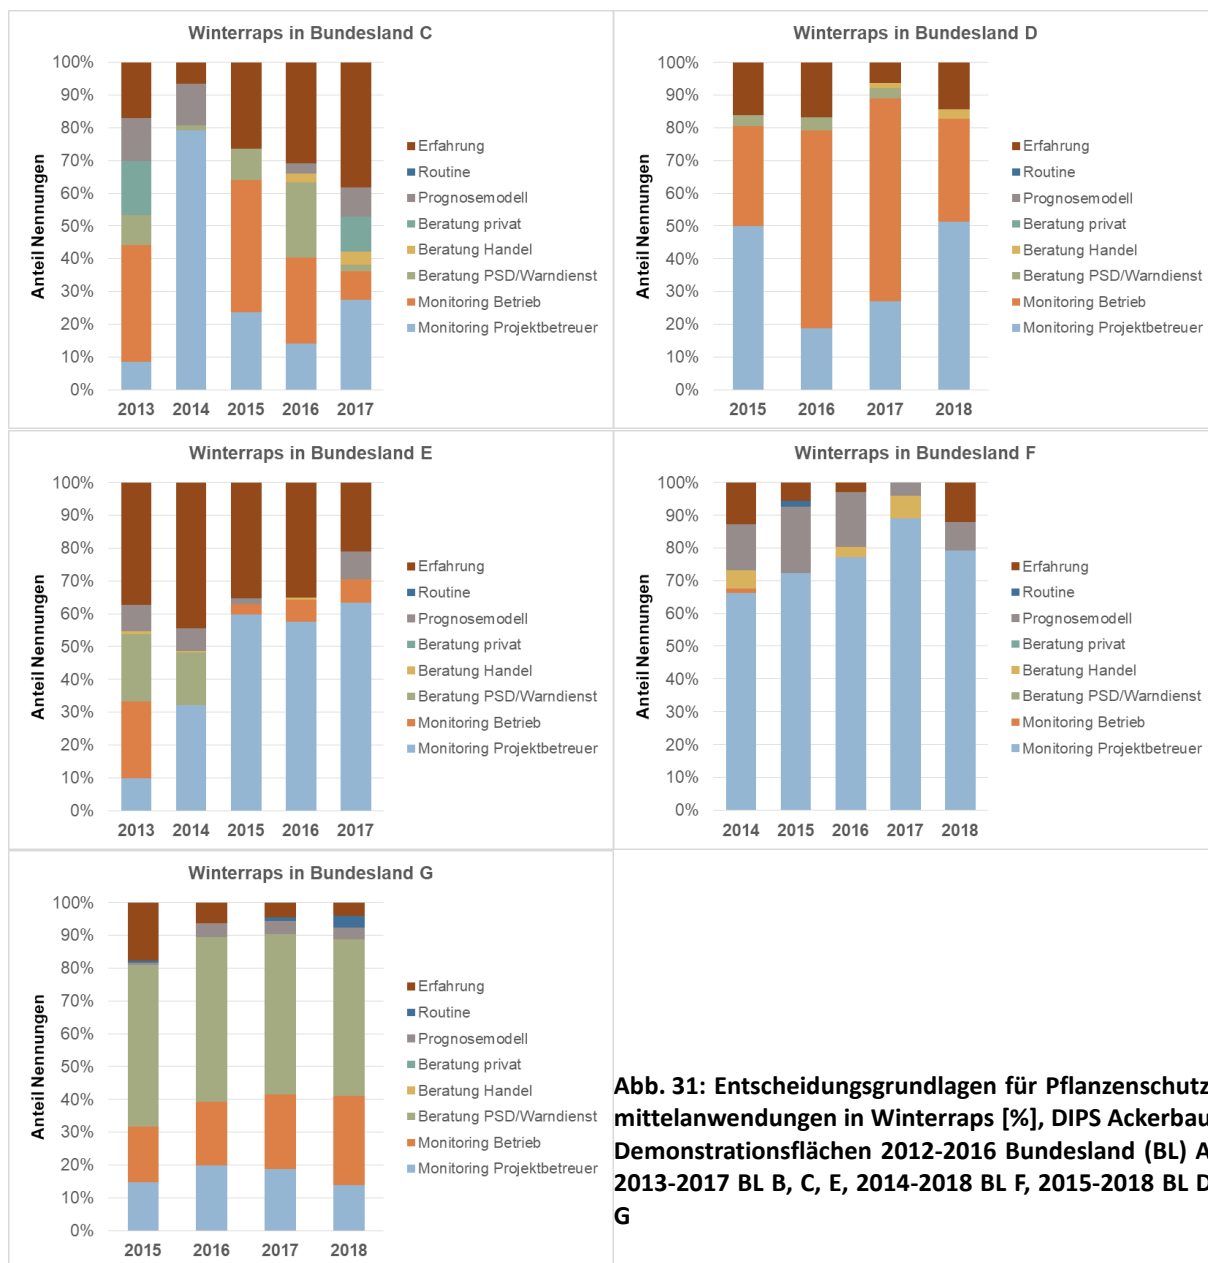 Winterraps in Bundesland C
Anteil Nennungen
100%
90%
80%
70%
60%
50%
40%
30%
20%
10%
0%
2013 2014 2015 2016 2017
Erfahrung
Routine
Prognosemodell
Beratung privat
Beratung Handel
Beratung PSD/Warndienst
Monitoring Betrieb
Monitoring Projektbetreuer
Winterraps in Bundesland D
Anteil Nennungen
100%
90%
80%
70%
60%
50%
40%
30%
20%
10%
0%
2015 2016 2017 2018
Erfahrung
Routine
Prognosemodell
Beratung privat
Beratung Handel
Beratung PSD/Warndienst
Monitoring Betrieb
Monitoring Projektbetreuer
Winterraps in Bundesland E
Anteil Nennungen
100%
90%
80%
70%
60%
50%
40%
30%
20%
10%
0%
2013 2014 2015 2016 2017
Erfahrung
Routine
Prognosemodell
Beratung privat
Beratung Handel
Beratung PSD/Warndienst
Monitoring Betrieb
Monitoring Projektbetreuer
Winterraps in Bundesland F
Anteil Nennungen
100%
90%
80%
70%
60%
50%
40%
30%
20%
10%
0%
2014 2015 2016 2017 2018
Erfahrung
Routine
Prognosemodell
Beratung privat
Beratung Handel
Beratung PSD/Warndienst
Monitoring Betrieb
Monitoring Projektbetreuer
Winterraps in Bundesland G
Anteil Nennungen
100%
90%
80%
70%
60%
50%
40%
30%
20%
10%
0%
2015 2016 2017 2018
Erfahrung
Routine
Prognosemodell
Beratung privat
Beratung Handel
Beratung PSD/Warndienst
Monitoring Betrieb
Monitoring Projektbetreuer
Abb. 31: Entscheidungsgrundlagen für Pflanzenschutz
mittelanwendungen in Winterraps [%], DIPS Ackerbau
Demonstrationsflächen 2012-2016 Bundesland (BL) A
2013-2017 BL B, C, E, 2014-2018 BL F, 2015-2018 BL D
G